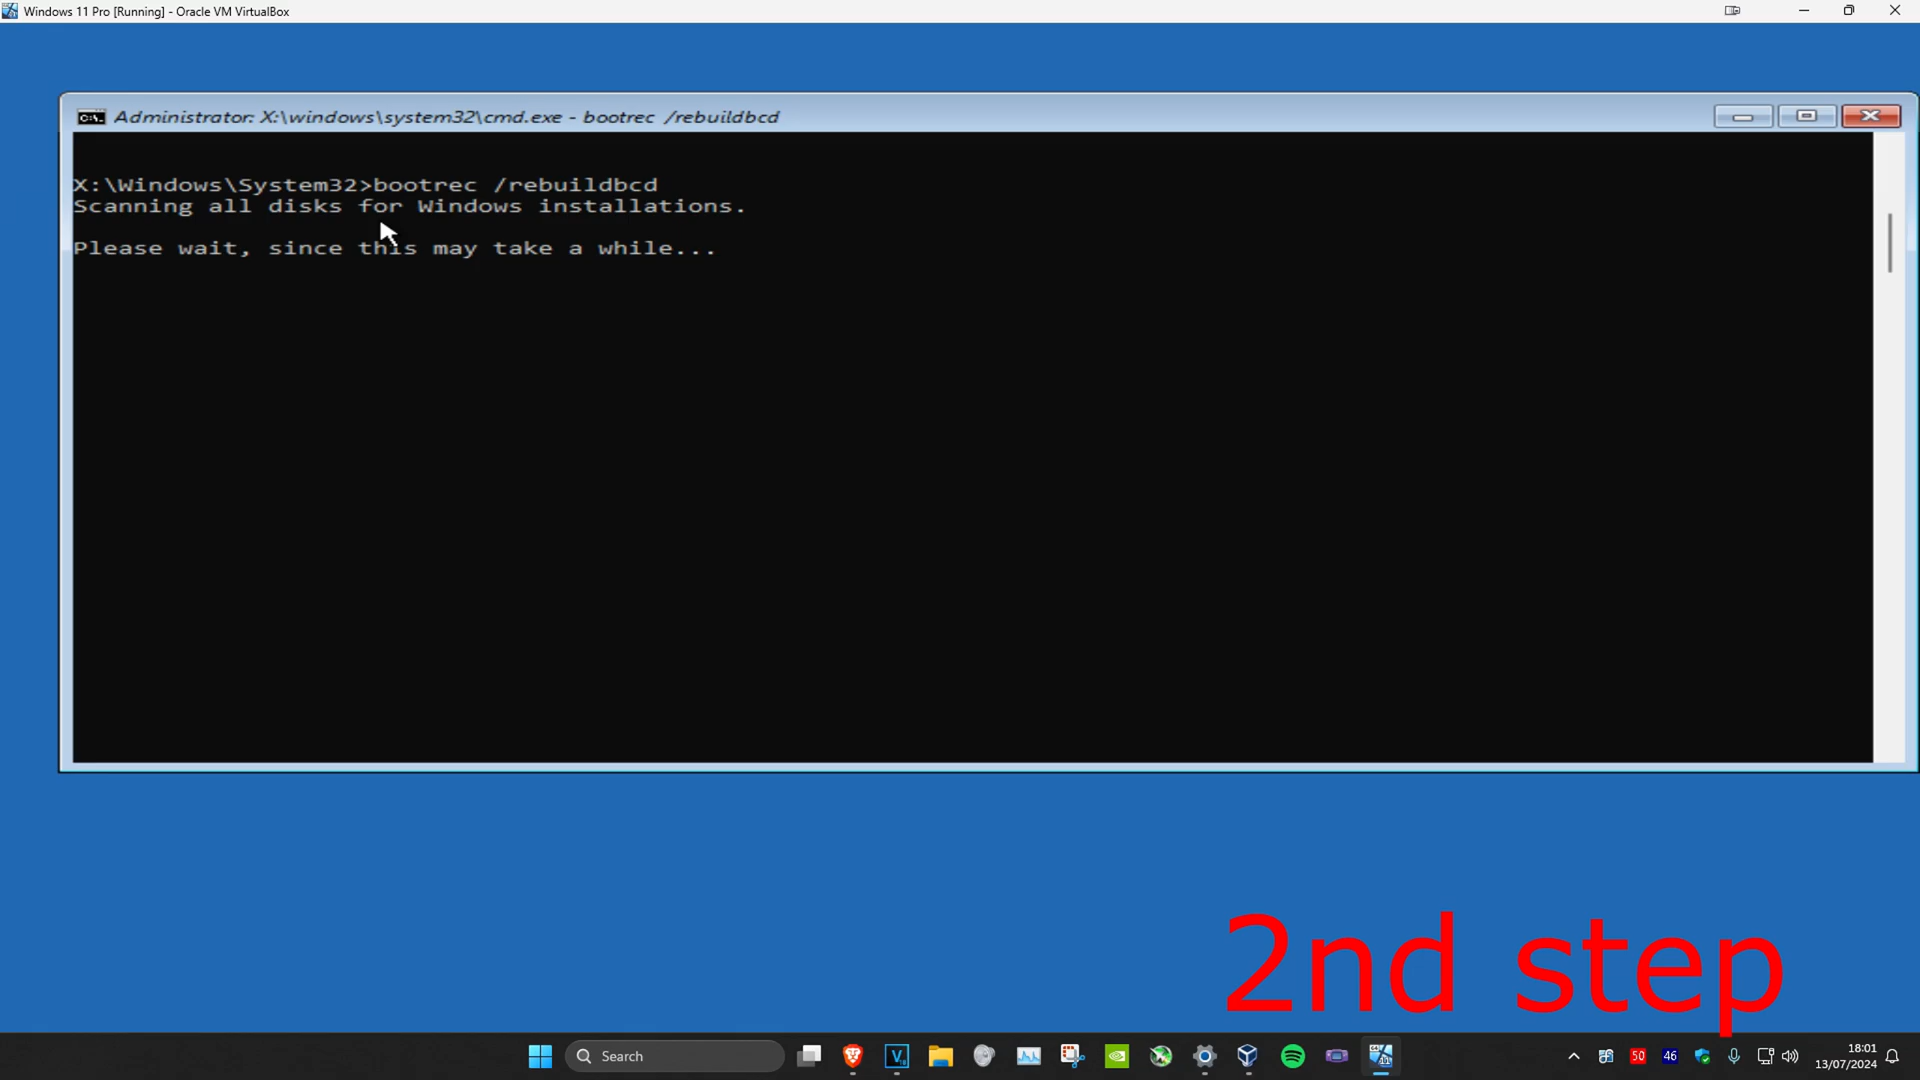 Windows 11 Pro [Running] - Oracle VM VirtualBox
Administrator: X:\windows\system32\cmd.exe - bootrec /rebuildbcd
X:\Windows\System32>bootrec /rebuildbcd
Scanning all disks for Windows installations.
Please wait, since this may take a while...
2nd step
Search
50
46
18:01
13/07/2024